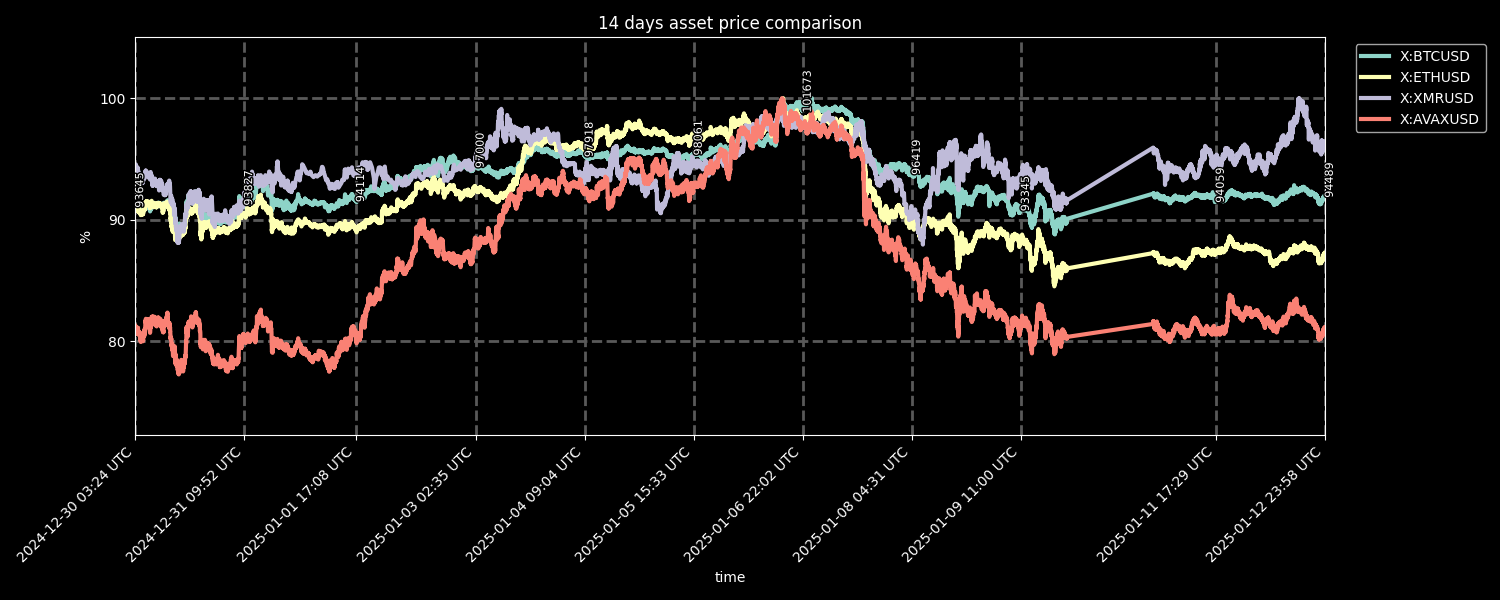 14 days asset price comparison
X:BTCUSD
X:ETHUSD
X:XMRUSD
X:AVAXUSD
100
90
80
%
93645
93827
94114
97000
97918
98061
101673
96419
93345
94059
94489
2024-12-30 03:24 UTC
2024-12-31 09:52 UTC
2025-01-01 17:08 UTC
2025-01-03 02:35 UTC
2025-01-04 09:04 UTC
2025-01-05 15:33 UTC
2025-01-06 22:02 UTC
2025-01-08 04:31 UTC
2025-01-09 11:00 UTC
2025-01-11 17:29 UTC
2025-01-12 23:58 UTC
time